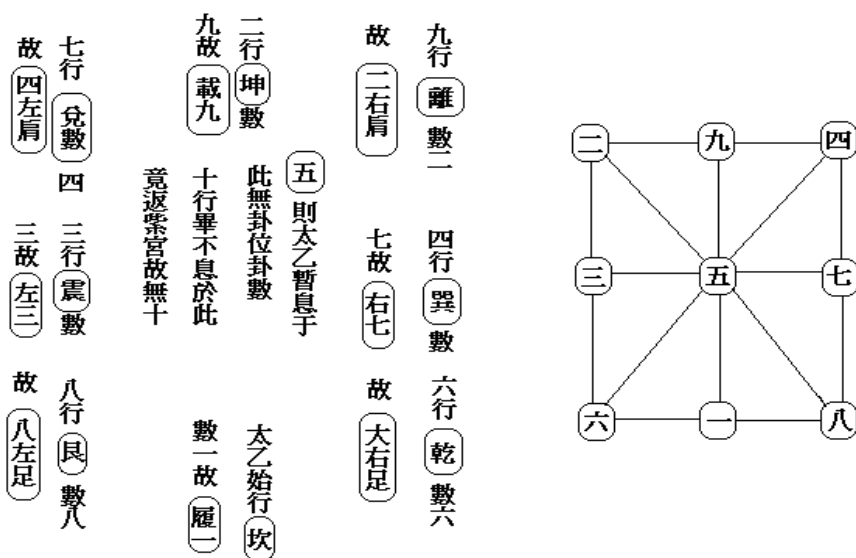 二 九 四
三 五 七
六 一 八
九行離數二
故二右肩
四行巽數
七故右七
六行乾數六
故大右足
二行坤數
九故載九
五則太乙暫息于
此無卦位卦數
十行畢不息於此
竟返紫宮故無十
太乙始行坎
數一故履一
七行兌數四
故四左肩
三行震數
三故左三
八行艮數八
故八左足